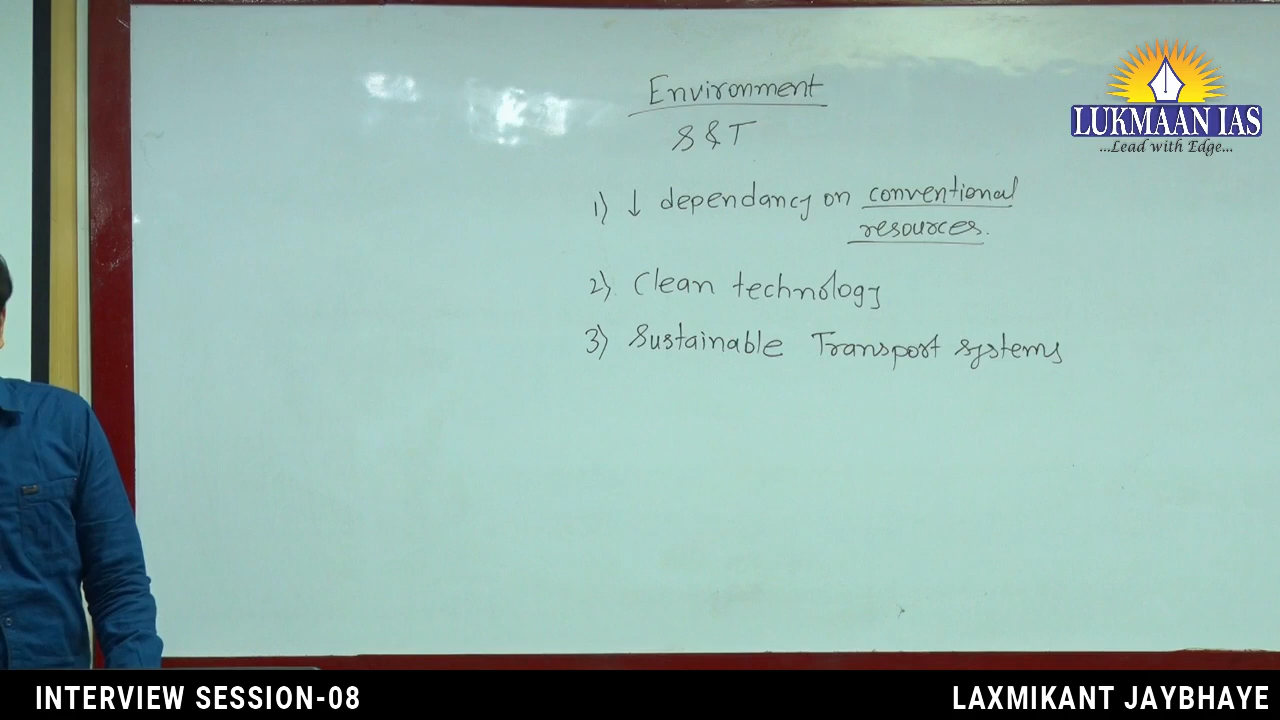 Environment
S&T
1) ↓ dependancy on conventional
resources.
2) Clean technology
3) Sustainable Transport systems
LUKMAAN IAS
...Lead with Edge...
INTERVIEW SESSION-08
LAXMIKANT JAYBHAYE